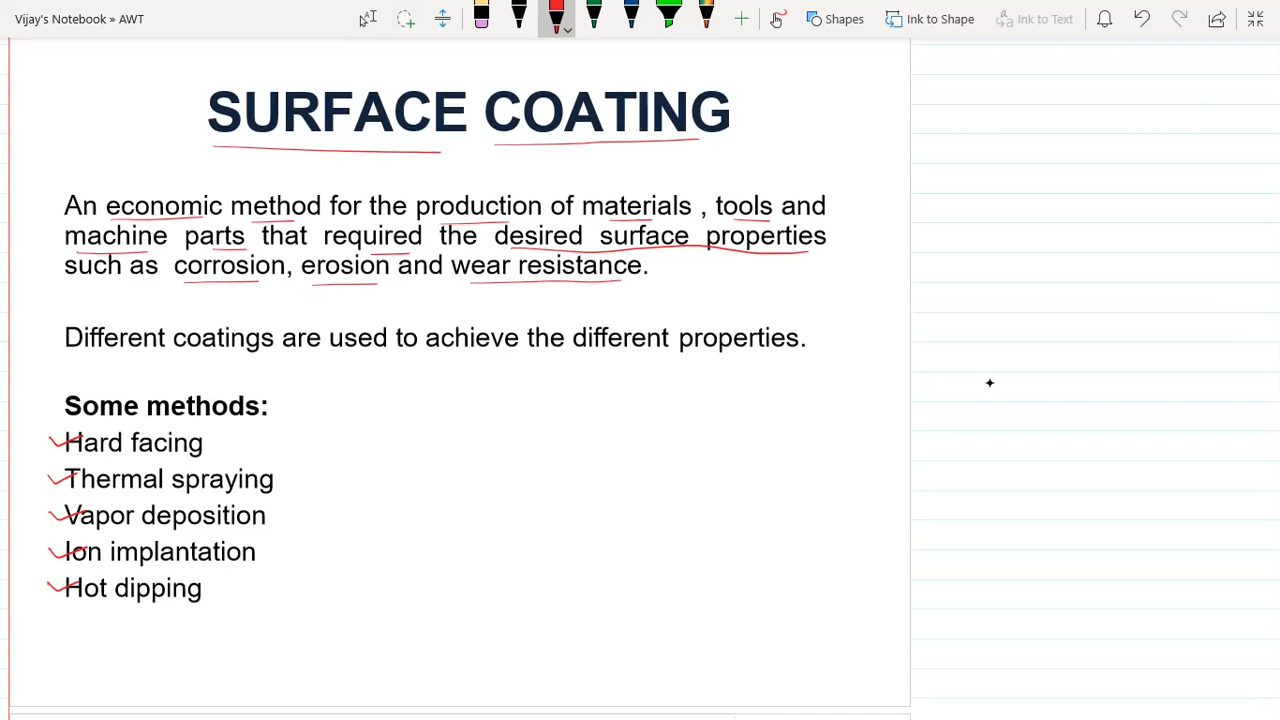 Vijay's Notebook » AWT
Shapes
Ink to Shape
Ink to Text
SURFACE COATING
An economic method for the production of materials , tools and
machine parts that required the desired surface properties
such as corrosion, erosion and wear resistance.
Different coatings are used to achieve the different properties.
Some methods:
Hard facing
Thermal spraying
Vapor deposition
Ion implantation
Hot dipping